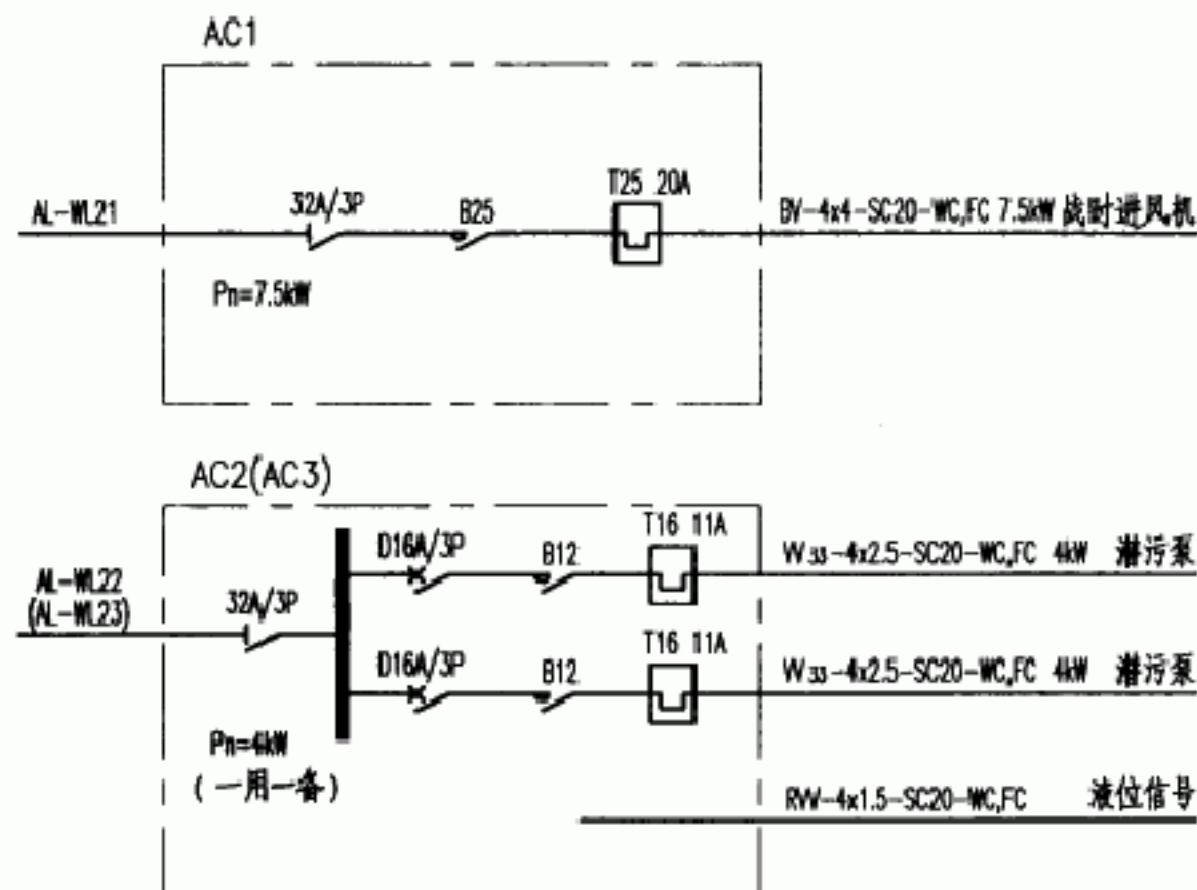 AC1
AL-WL21
32A/3P
B25
T25 20A
BV-4x4-SC20-WC,FC 7.5kW 战时进风机
Pn=7.5kW
AC2(AC3)
AL-WL22
(AL-WL23)
32A/3P
D16A/3P
B12
T16 11A
VV33-4x2.5-SC20-WC,FC 4kW 潜污泵
D16A/3P
B12
T16 11A
VV33-4x2.5-SC20-WC,FC 4kW 潜污泵
Pn=4kW
(一用一备)
RVV-4x1.5-SC20-WC,FC 液位信号